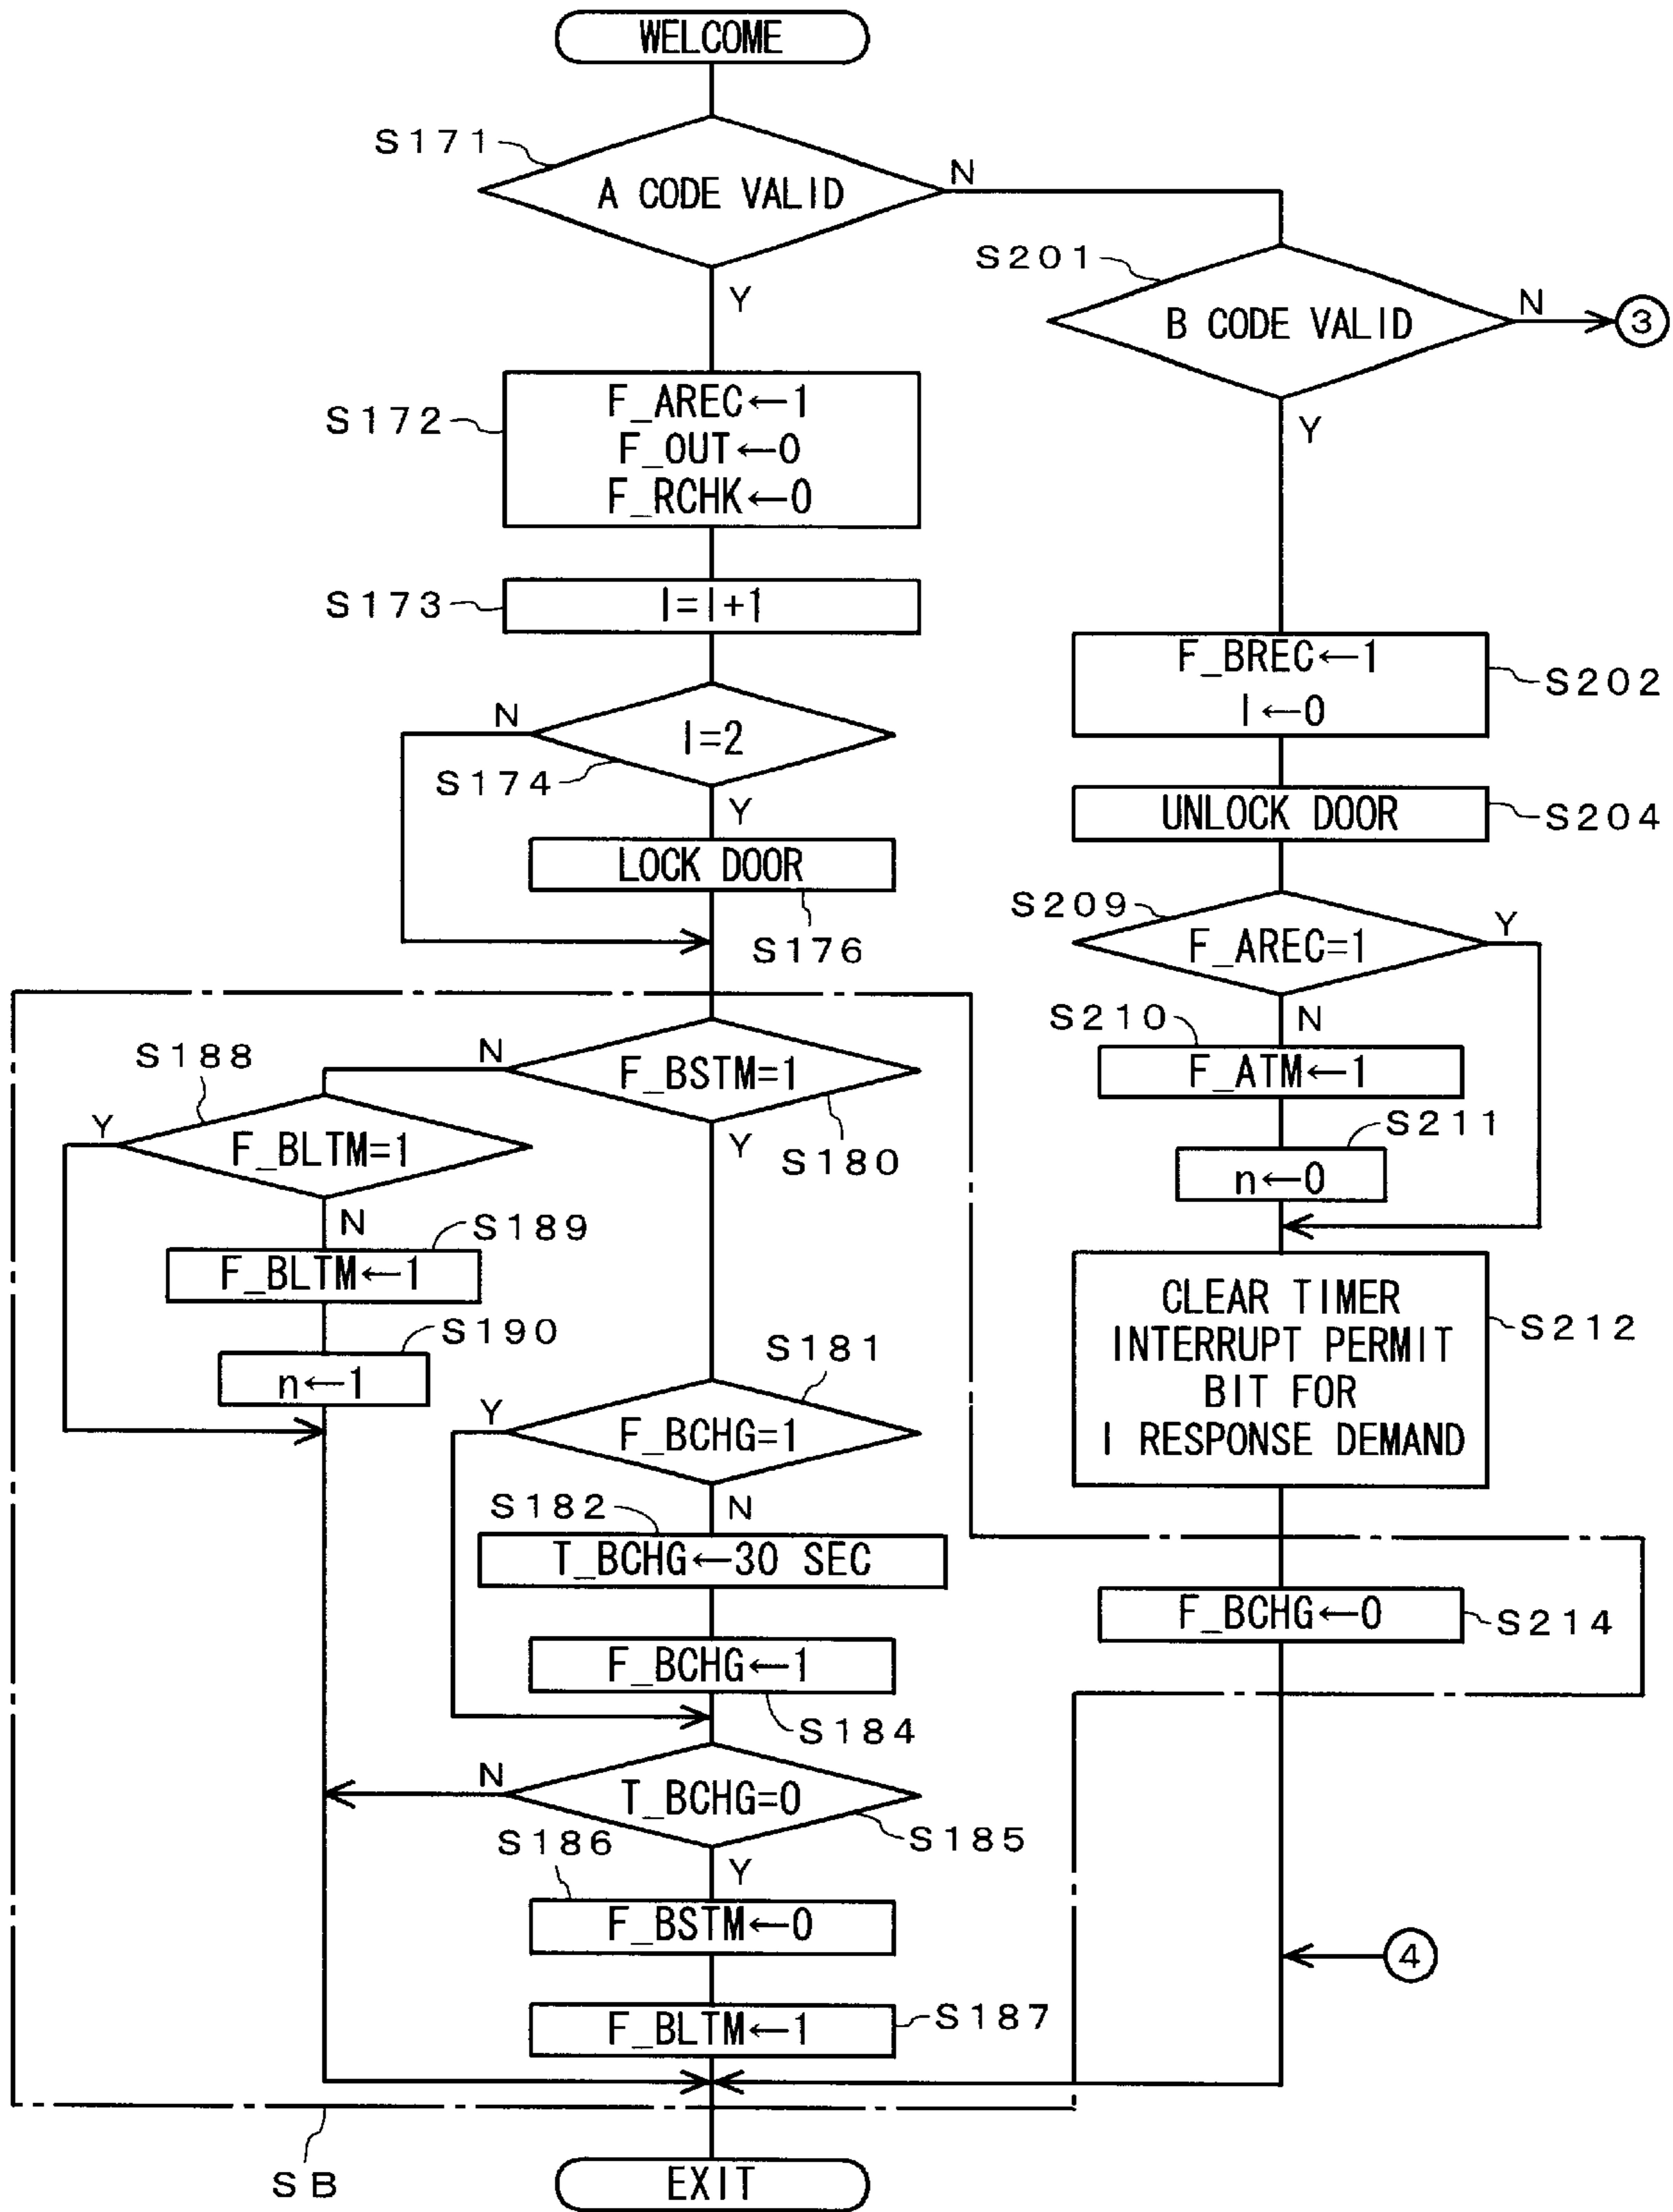 WELCOME
S171
A CODE VALID
N
Y
S201
B CODE VALID
N
3
Y
S172
F_AREC←1
F_OUT←0
F_RCHK←0
S173
I=I+1
N
I=2
S174
Y
LOCK DOOR
S176
F_BREC←1
I←0
S202
UNLOCK DOOR
S204
S209
F_AREC=1
Y
N
S210
F_ATM←1
S211
n←0
CLEAR TIMER
INTERRUPT PERMIT
BIT FOR
I RESPONSE DEMAND
S212
F_BCHG←0
S214
4
N
F_BSTM=1
S180
Y
S188
Y
F_BLTM=1
N
S189
F_BLTM←1
S190
n←1
S181
Y
F_BCHG=1
N
S182
T_BCHG←30 SEC
F_BCHG←1
S184
N
T_BCHG=0
S185
S186
Y
F_BSTM←0
F_BLTM←1
S187
SB
EXIT